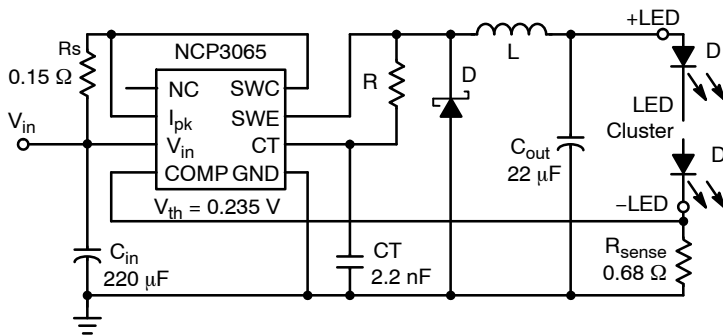 Rs
0.15 Ω
NCP3065
NC
SWC
Ipk
SWE
Vin
CT
COMP
GND
Vth = 0.235 V
Vin
R
D
L
Cout
22 µF
+LED
D
LED
Cluster
D
−LED
Rsense
0.68 Ω
Cin
220 µF
CT
2.2 nF